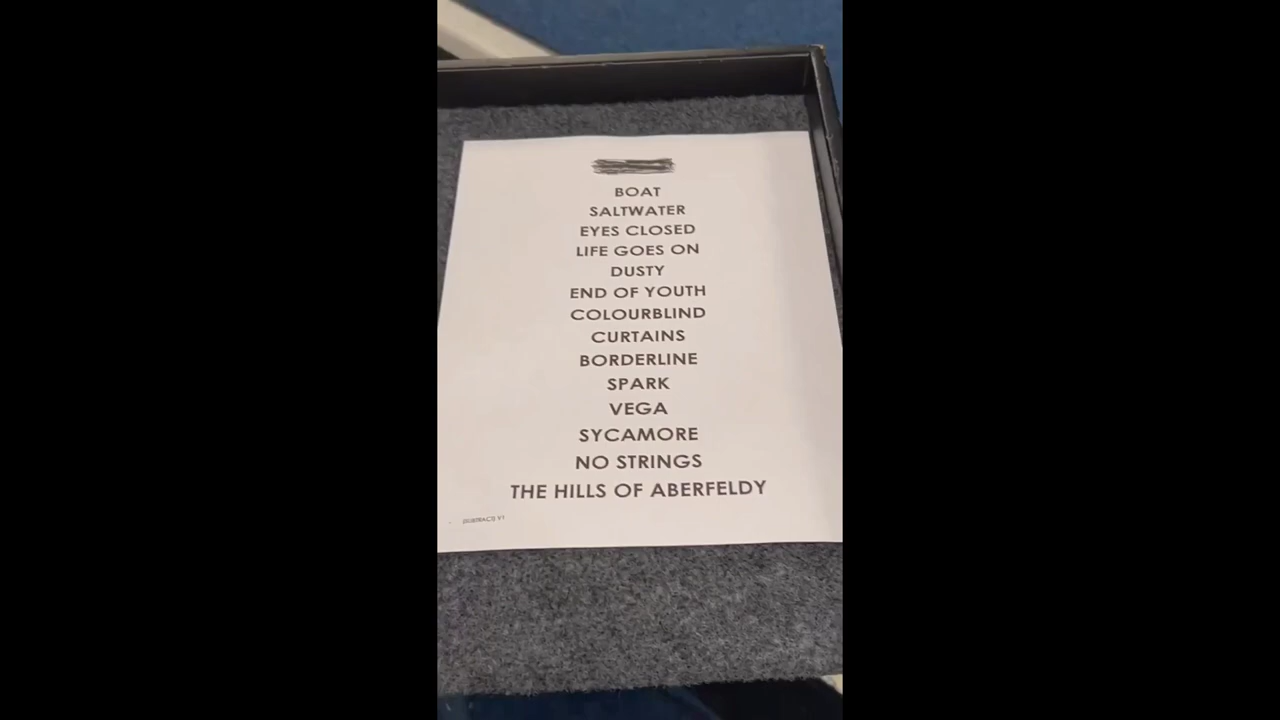 BOAT
SALTWATER
EYES CLOSED
LIFE GOES ON
DUSTY
END OF YOUTH
COLOURBLIND
CURTAINS
BORDERLINE
SPARK
VEGA
SYCAMORE
NO STRINGS
THE HILLS OF ABERFELDY
V1